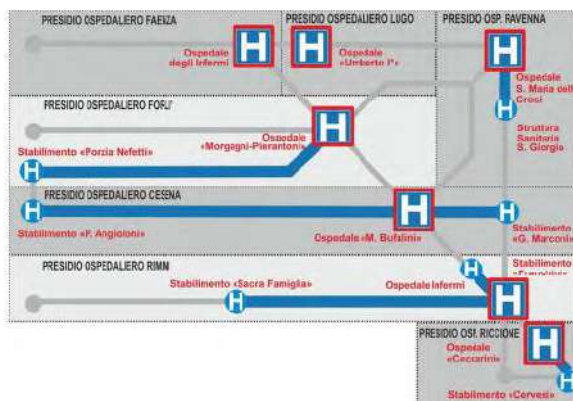 PRESIDIO OSPEDALIERO FAENZA
PRESIDIO OSPEDALIERO LUGO
PRESIDO OSP. RAVENNA
H
H
H
Ospedale
degli Infermi
Ospedale
«Umberto I°»
Ospedale
S. Maria delle
Croci
H
PRESIDIO OSPEDALIERO FORLI'
H
Ospedale
«Morgagni-Pierantoni»
Struttura
Sanitaria
S. Giorgio
Stabilimento «Porzia Nefetti»
H
PRESIDIO OSPEDALIERO CESENA
H
H
H
Stabilimento «P. Angioloni»
Ospedale «M. Bufalini»
Stabilimento
«G. Marconi»
PRESIDIO OSPEDALIERO RIMINI
Stabilimento
H
Stabilimento «Sacra Famiglia»
Ospedale Infermi
H
H
PRESIDIO OSP. RICCIONE
Ospedale
«Ceccarini»
H
H
Stabilimento «Cervesi»